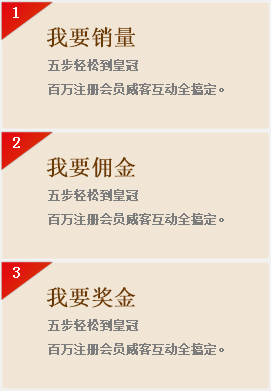 1
我要销量
五步轻松到皇冠
百万注册会员威客互动全搞定。
2
我要佣金
五步轻松到皇冠
百万注册会员威客互动全搞定。
3
我要奖金
五步轻松到皇冠
百万注册会员威客互动全搞定。